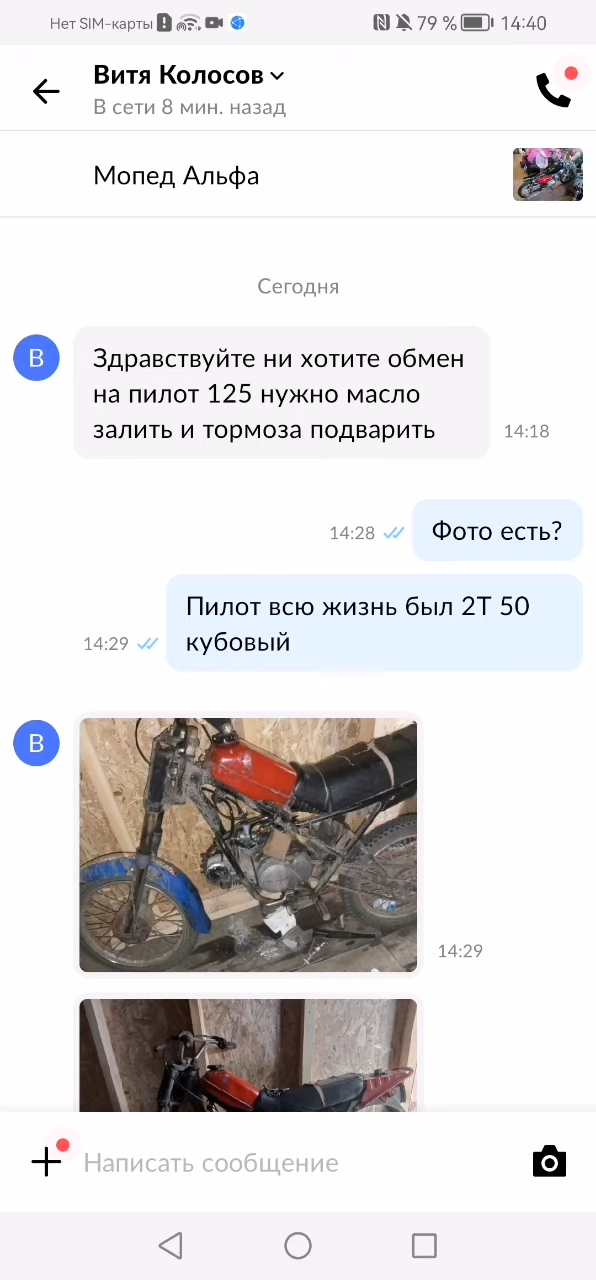 Нет SIM-карты
79 %
14:40
Витя Колосов
В сети 8 мин. назад
Мопед Альфа
Сегодня
В
Здравствуйте ни хотите обмен
на пилот 125 нужно масло
залить и тормоза подварить
14:18
14:28
Фото есть?
Пилот всю жизнь был 2Т 50
кубовый
14:29
В
14:29
Написать сообщение